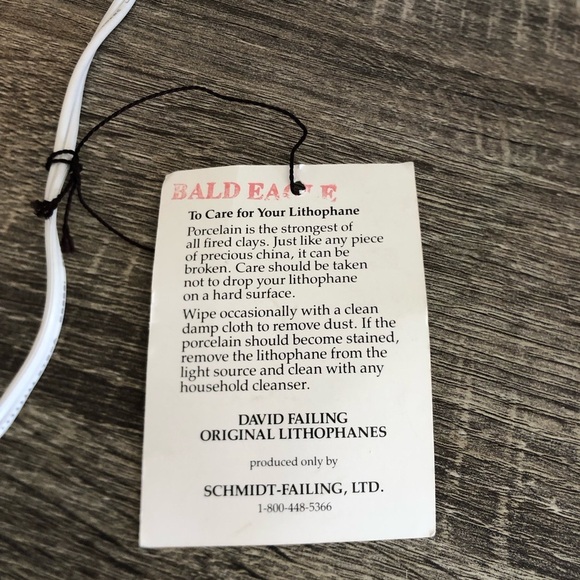 BALD EAGLE
To Care for Your Lithophane
Porcelain is the strongest of
all fired clays. Just like any piece
of precious china, it can be
broken. Care should be taken
not to drop your lithophane
on a hard surface.
Wipe occasionally with a clean
damp cloth to remove dust. If the
porcelain should become stained,
remove the lithophane from the
light source and clean with any
household cleanser.
DAVID FAILING
ORIGINAL LITHOPHANES
produced only by
SCHMIDT-FAILING, LTD.
1-800-448-5366